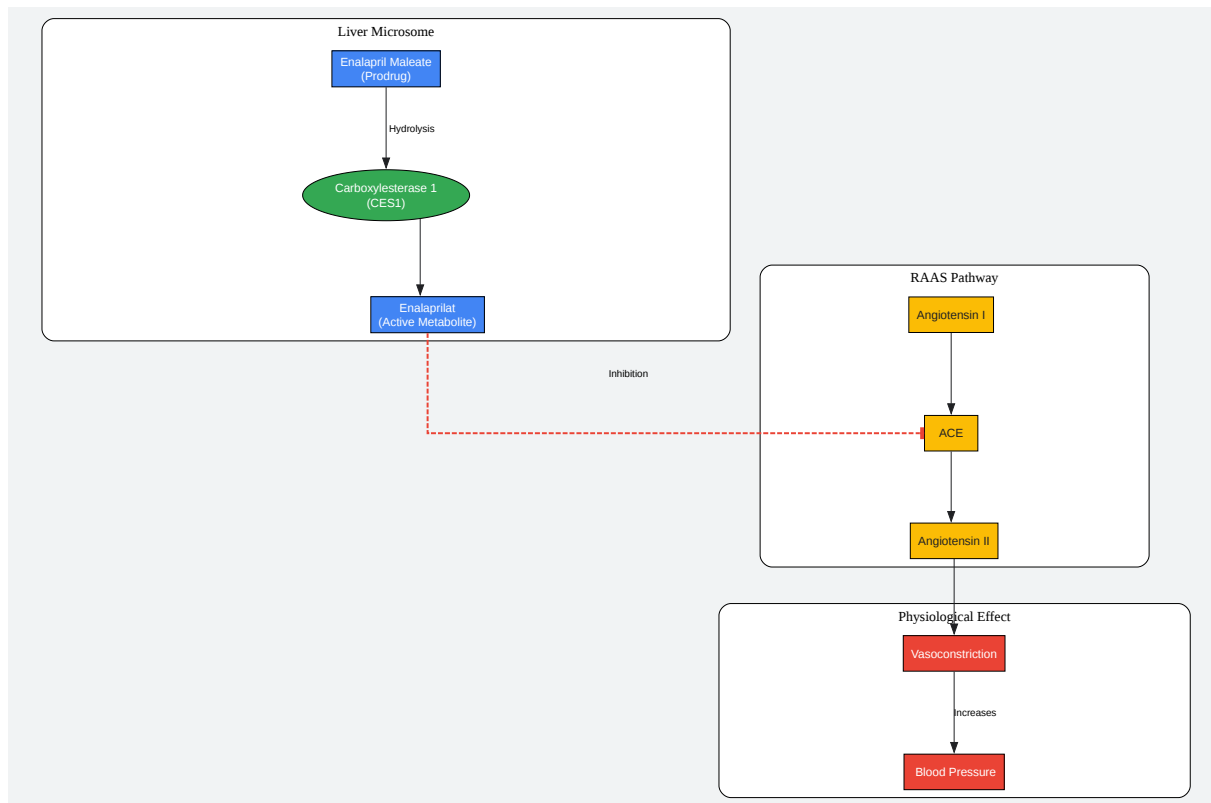 Liver Microsome
Enalapril Maleate
(Prodrug)
Hydrolysis
Carboxylesterase 1
(CES1)
Enalaprilat
(Active Metabolite)
Inhibition
RAAS Pathway
Angiotensin I
ACE
Angiotensin II
Physiological Effect
Vasoconstriction
Increases
Blood Pressure